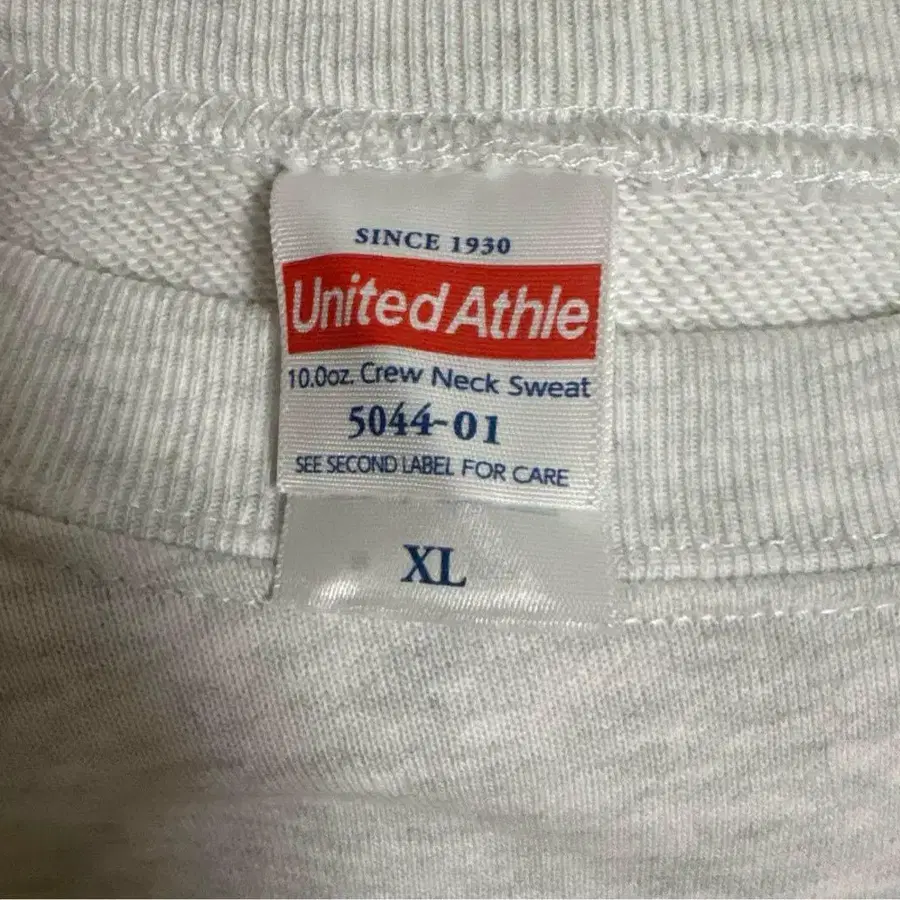 SINCE 1930
United Athle
10.0oz. Crew Neck Sweat
5044-01
SEE SECOND LABEL FOR CARE
XL